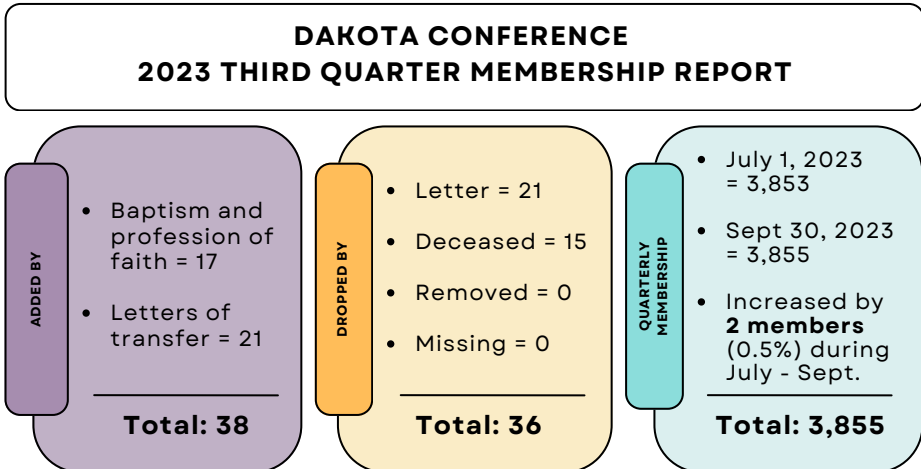 DAKOTA CONFERENCE
2023 THIRD QUARTER MEMBERSHIP REPORT
ADDED BY
• Baptism and
profession of
faith = 17
• Letters of
transfer = 21
Total: 38
DROPPED BY
• Letter = 21
• Deceased = 15
• Removed = 0
• Missing = 0
Total: 36
QUARTERLY
MEMBERSHIP
• July 1, 2023
= 3,853
• Sept 30, 2023
= 3,855
• Increased by
2 members
(0.5%) during
July - Sept.
Total: 3,855